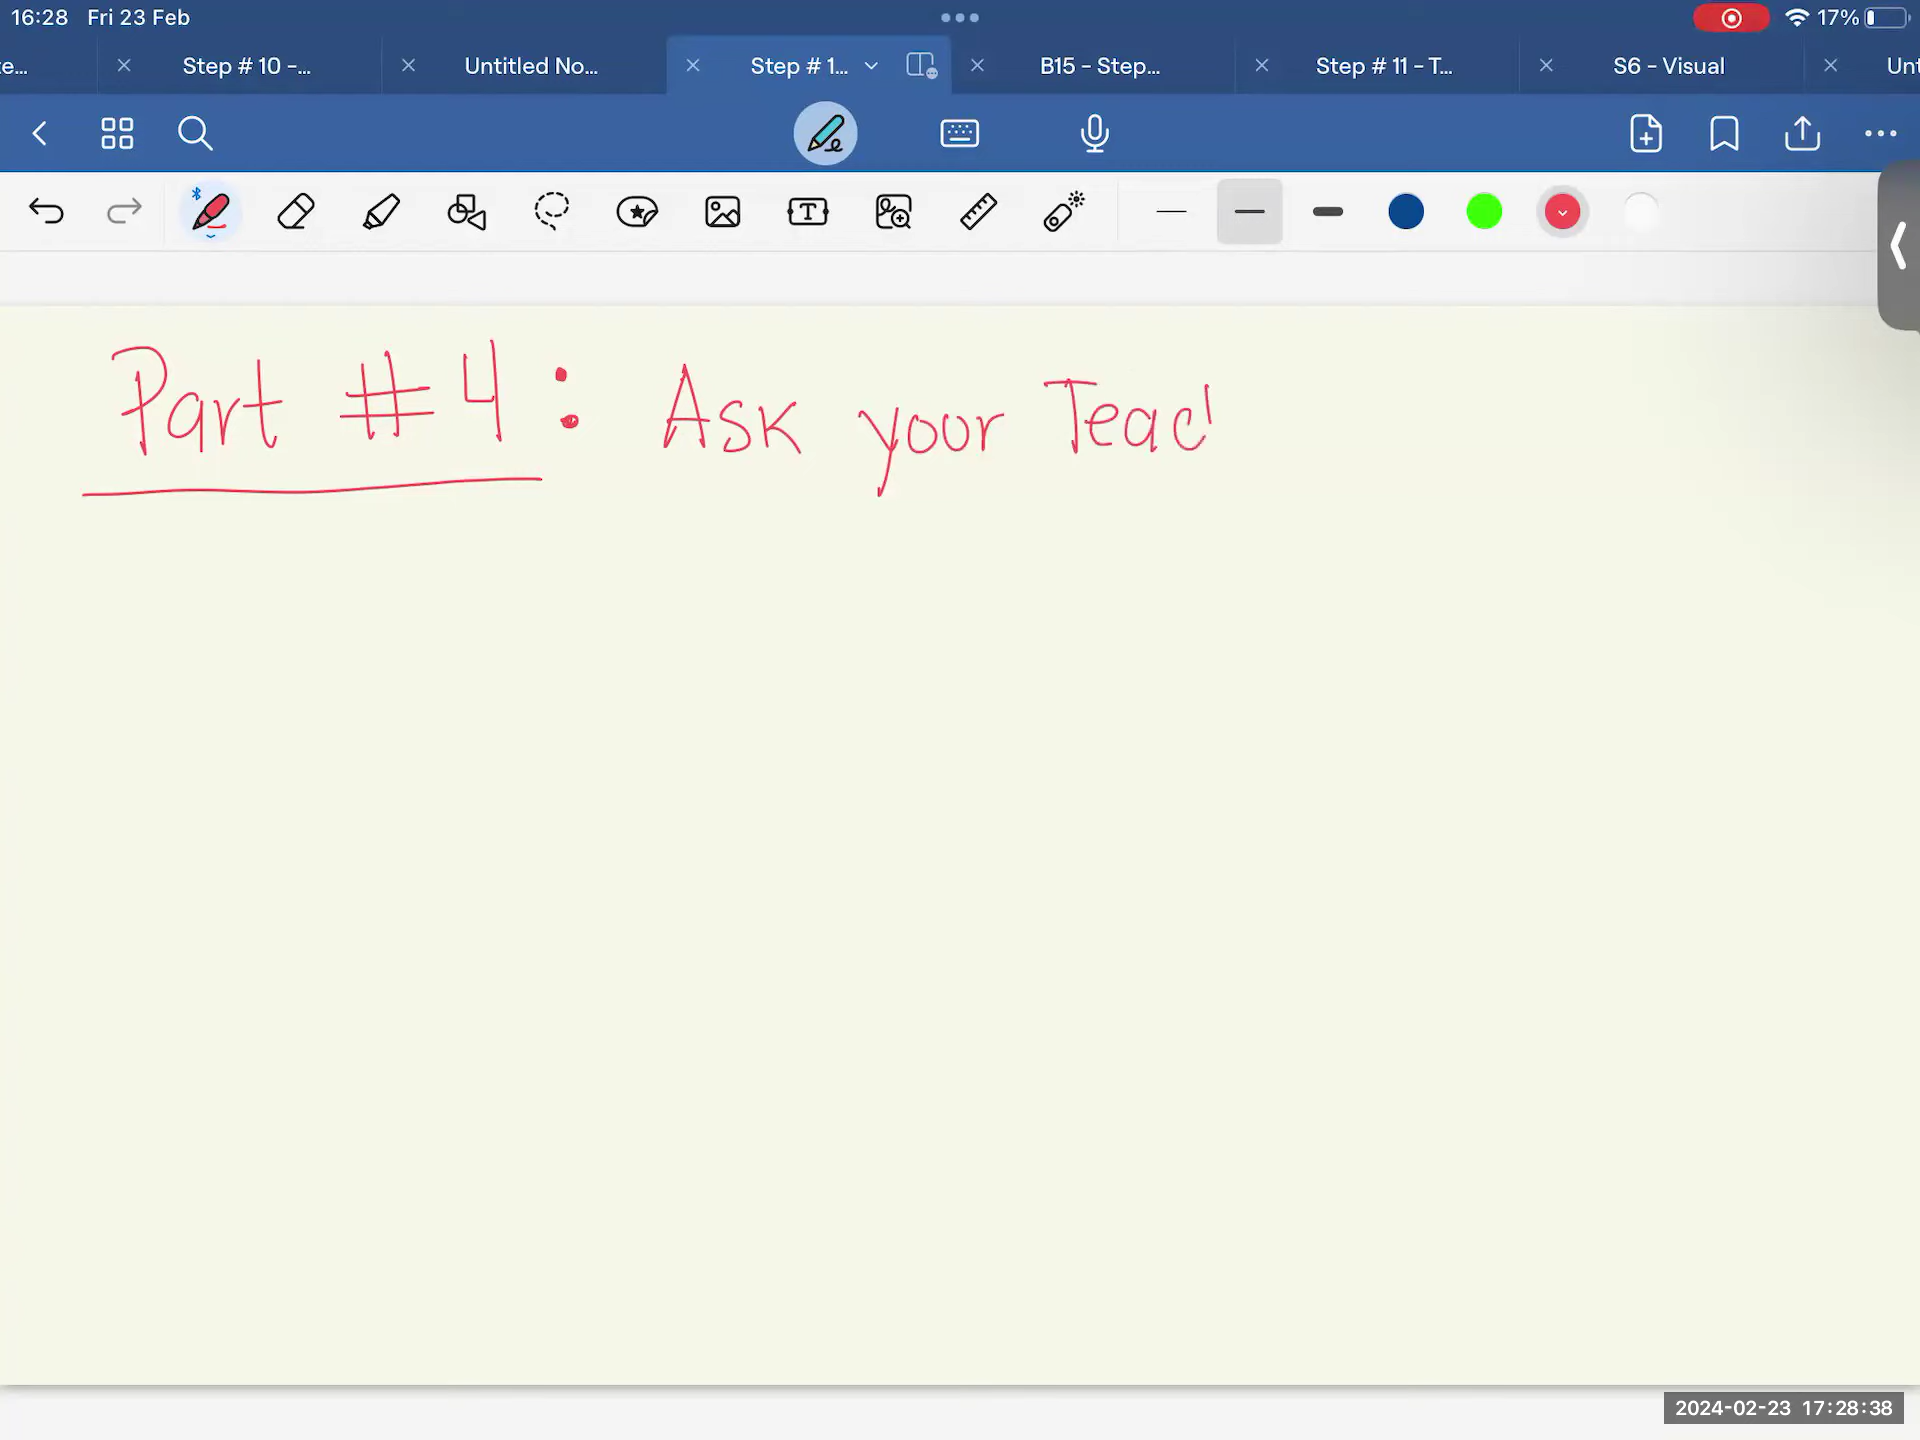 16:28 Fri 23 Feb 17%
e... Step # 10 -... Untitled No... Step # 1... B15 - Step... Step # 11 - T... S6 - Visual Unt
Part # 4 : Ask your Teac
2024-02-23 17:28:38